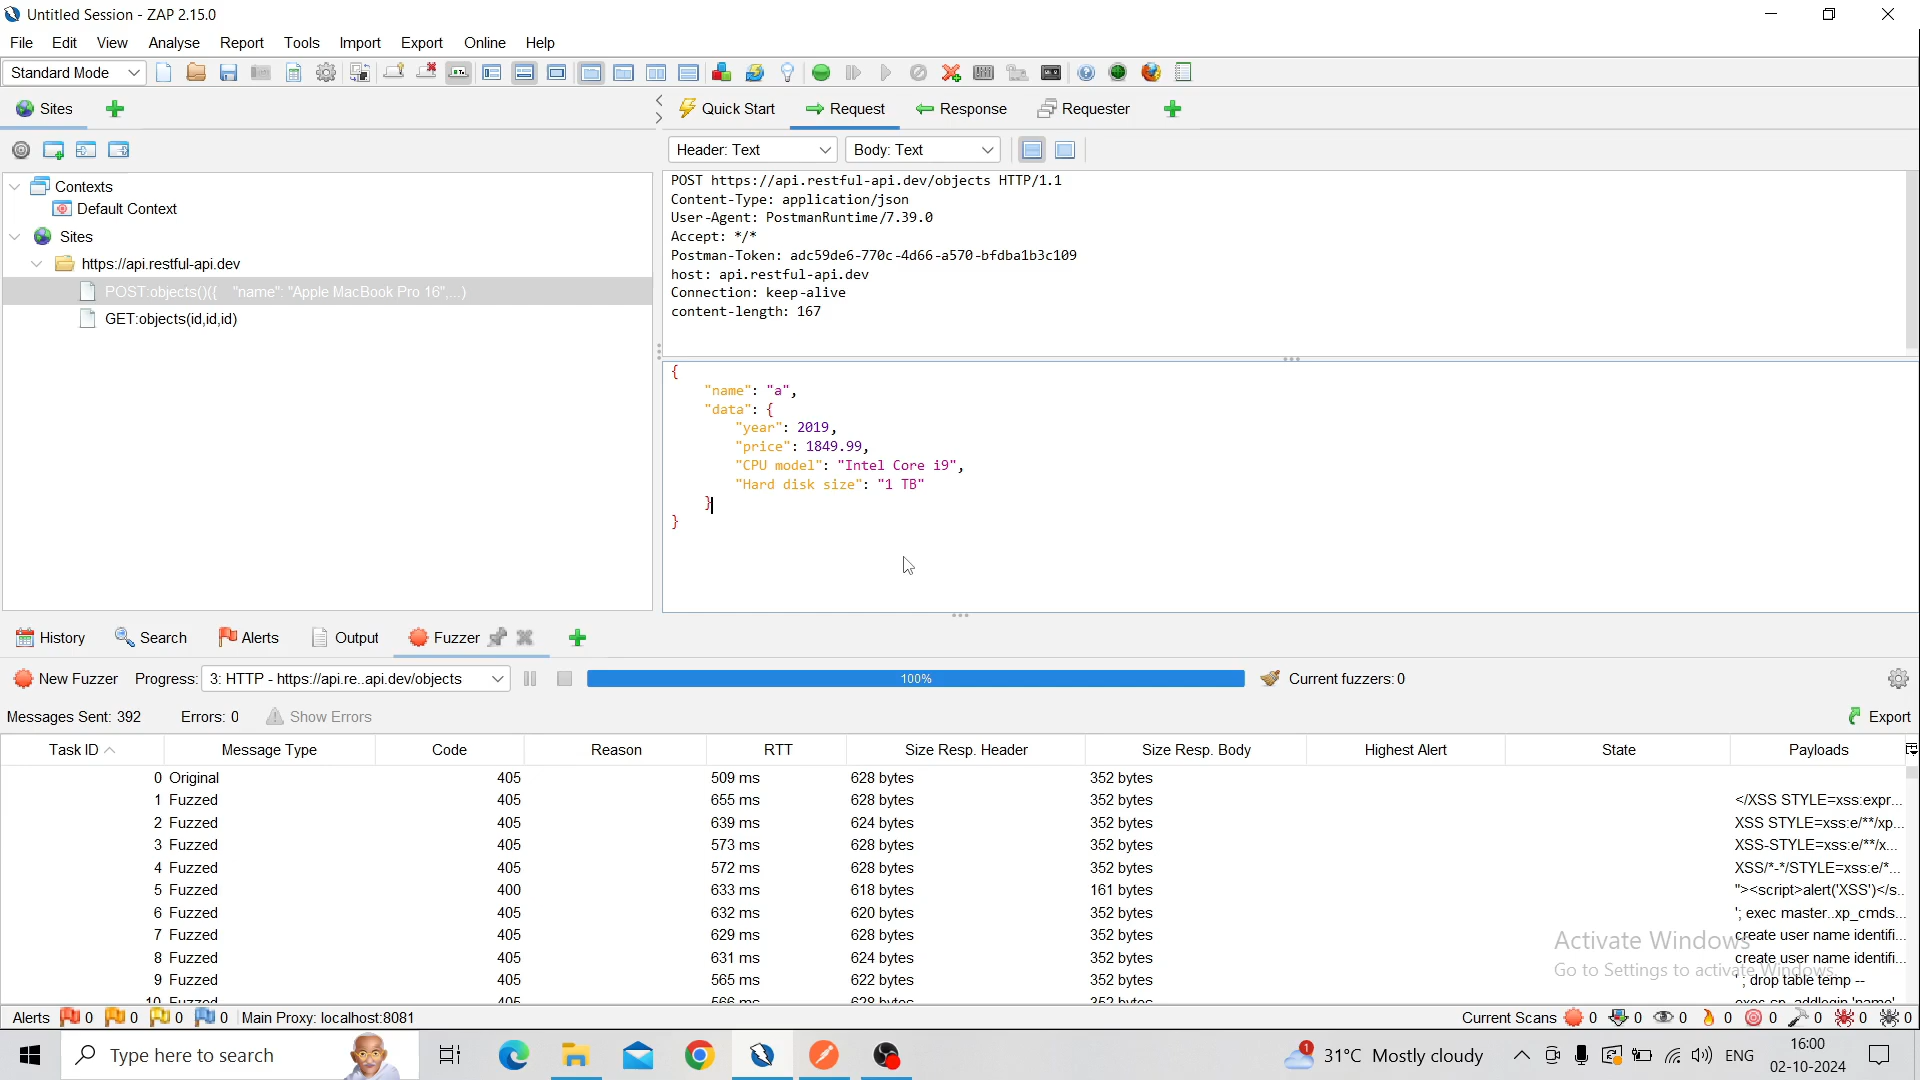 Untitled Session - ZAP 2.15.0
File Edit View Analyse Report Tools Import Export Online Help
Standard Mode
Sites
Quick Start Request Response Requester
Header: Text Body: Text
Contexts
Default Context
Sites
https://api.restful-api.dev
POST:objects()({ "name": "Apple MacBook Pro 16",...)
GET:objects(id,id,id)
POST https://api.restful-api.dev/objects HTTP/1.1
Content-Type: application/json
User-Agent: PostmanRuntime/7.39.0
Accept: */*
Postman-Token: adc59de6-770c-4d66-a570-bfdba1b3c109
host: api.restful-api.dev
Connection: keep-alive
content-length: 167
{
"name": "a",
"data": {
"year": 2019,
"price": 1849.99,
"CPU model": "Intel Core i9",
"Hard disk size": "1 TB"
}
}
History Search Alerts Output Fuzzer
New Fuzzer Progress: 3: HTTP - https://api.re..api.dev/objects 100% Current fuzzers: 0
Messages Sent: 392 Errors: 0 Show Errors Export
Task ID Message Type Code Reason RTT Size Resp. Header Size Resp. Body Highest Alert State Payloads
0 Original 405 509 ms 628 bytes 352 bytes
1 Fuzzed 405 655 ms 628 bytes 352 bytes </XSS STYLE=xss:expr...
2 Fuzzed 405 639 ms 624 bytes 352 bytes XSS STYLE=xss:e/**/xp...
3 Fuzzed 405 573 ms 628 bytes 352 bytes XSS-STYLE=xss:e/**/x...
4 Fuzzed 405 572 ms 628 bytes 352 bytes XSS/*-*/STYLE=xss:e/*...
5 Fuzzed 400 633 ms 618 bytes 161 bytes "><script>alert('XSS')</s...
6 Fuzzed 405 632 ms 620 bytes 352 bytes '; exec master..xp_cmds...
7 Fuzzed 405 629 ms 628 bytes 352 bytes create user name identifi...
8 Fuzzed 405 631 ms 624 bytes 352 bytes create user name identifi...
9 Fuzzed 405 565 ms 622 bytes 352 bytes ' ; drop table temp --
10 Fuzzed 405 566 ms 628 bytes 352 bytes exec sp_addlogin 'name'
Activate Windows
Go to Settings to activate Windows.
Alerts 0 0 0 0 Main Proxy: localhost:8081 Current Scans 0 0 0 0 0 0 0 0
Type here to search 1 31°C Mostly cloudy ENG 16:00
02-10-2024